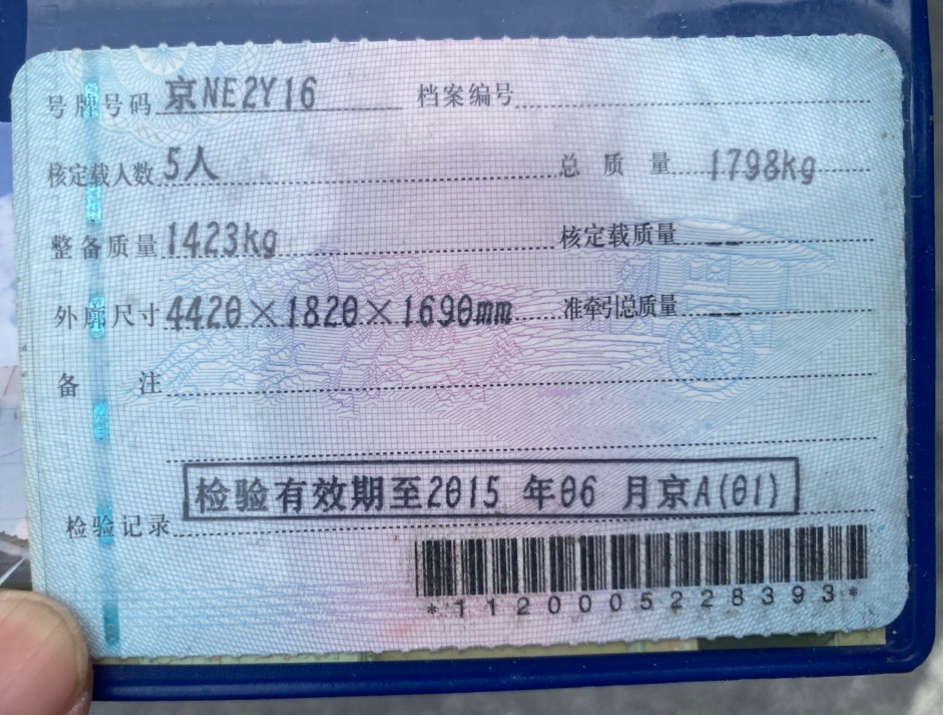 号牌号码 京NE2Y16 档案编号
核定载人数 5人 总质量 1798kg
整备质量 1423kg 核定载质量 --
外廓尺寸 4420×1820×1690mm 准牵引总质量 --
备注
检验记录 检验有效期至2015 年06 月京A(01)
*1120005228393*